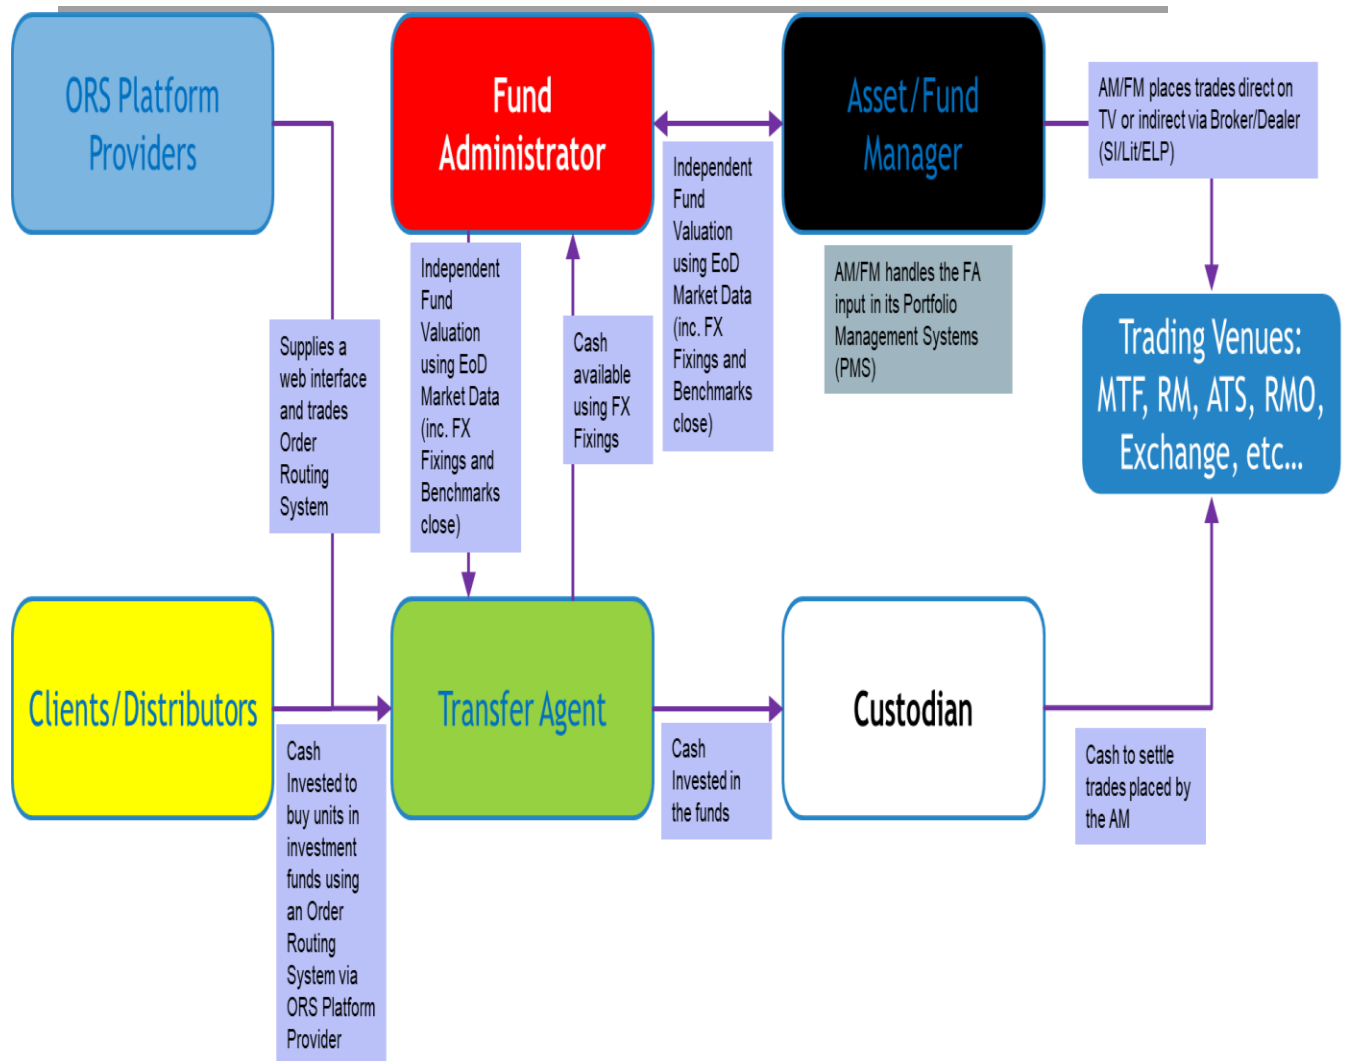 ORS Platform
Providers
Fund
Administrator
Asset/Fund
Manager
AM/FM places trades direct on
TV or indirect via Broker/Dealer
(SI/Lit/ELP)
Independent
Fund
Valuation
using EoD
Market Data
(inc. FX
Fixings and
Benchmarks
close)
Cash
available
using FX
Fixings
Independent
Fund
Valuation
using EoD
Market Data
(inc. FX
Fixings and
Benchmarks
close)
AM/FM handles the FA
input in its Portfolio
Management Systems
(PMS)
Trading Venues:
MTF, RM, ATS, RMO,
Exchange, etc...
Supplies a
web interface
and trades
Order
Routing
System
Clients/Distributors
Transfer Agent
Custodian
Cash
Invested to
buy units in
investment
funds using
an Order
Routing
System via
ORS Platform
Provider
Cash
Invested in
the funds
Cash to settle
trades placed by
the AM